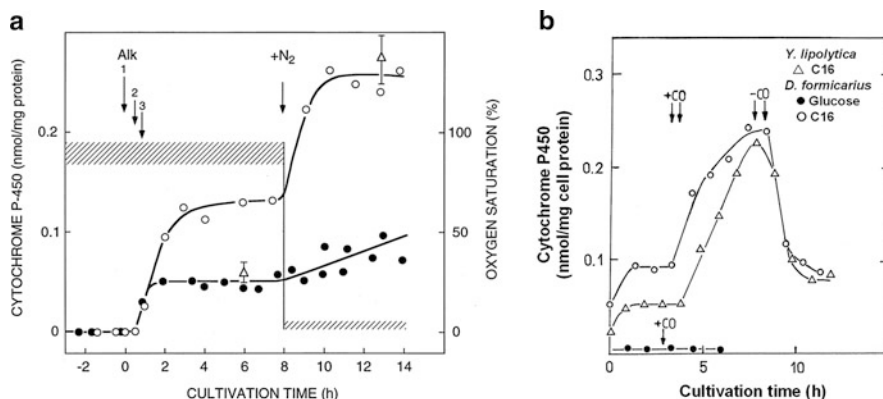 a
Alk
1
2
3
+N₂
CYTOCHROME P-450 (nmol/mg protein)
0.2
0.1
0
OXYGEN SATURATION (%)
100
50
0
-2 0 2 4 6 8 10 12 14
CULTIVATION TIME (h)
b
Y. lipolytica
△ C16
D. formicarius
● Glucose
○ C16
+CO
-CO
+CO
Cytochrome P450
(nmol/mg cell protein)
0.3
0.2
0.1
0
0 5 10
Cultivation time (h)